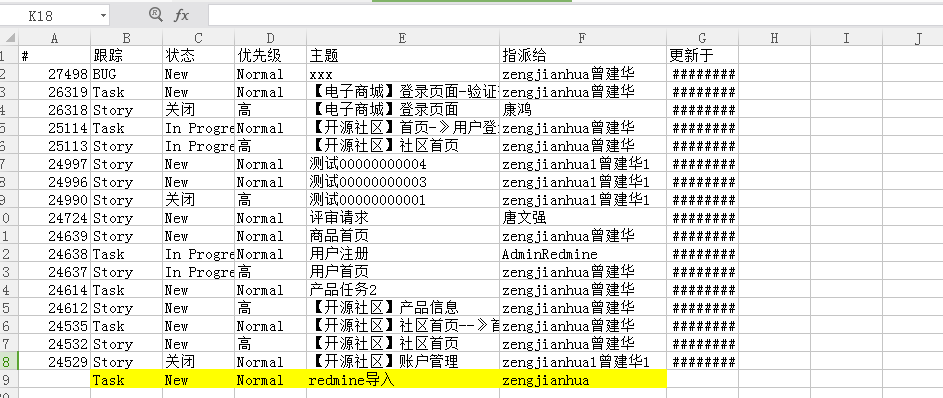 K18 fx
A B C D E F G H I J
1 # 跟踪 状态 优先级 主题 指派给 更新于
2 27498 BUG New Normal xxx zengjianhua曾建华 ########
3 26319 Task New Normal 【电子商城】登录页面-验证 zengjianhua曾建华 ########
4 26318 Story 关闭 高 【电子商城】登录页面 康鸿 ########
5 25114 Task In Progre Normal 【开源社区】首页-》用户登 zengjianhua曾建华 ########
6 25113 Story In Progre 高 【开源社区】社区首页 zengjianhua曾建华 ########
7 24997 Story New Normal 测试00000000004 zengjianhua1曾建华1 ########
8 24996 Story New Normal 测试00000000003 zengjianhua1曾建华1 ########
9 24990 Story 关闭 高 测试00000000001 zengjianhua1曾建华1 ########
0 24724 Story New Normal 评审请求 唐文强 ########
1 24639 Story New Normal 商品首页 zengjianhua曾建华 ########
2 24638 Task In Progre Normal 用户注册 AdminRedmine ########
3 24637 Story In Progre 高 用户首页 zengjianhua曾建华 ########
4 24614 Task New Normal 产品任务2 zengjianhua曾建华 ########
5 24612 Story New 高 【开源社区】产品信息 zengjianhua曾建华 ########
6 24535 Task New Normal 【开源社区】社区首页--》首 zengjianhua曾建华 ########
7 24532 Story New 高 【开源社区】社区首页 zengjianhua曾建华 ########
8 24529 Story 关闭 Normal 【开源社区】账户管理 zengjianhua1曾建华1 ########
9 Task New Normal redmine导入 zengjianhua